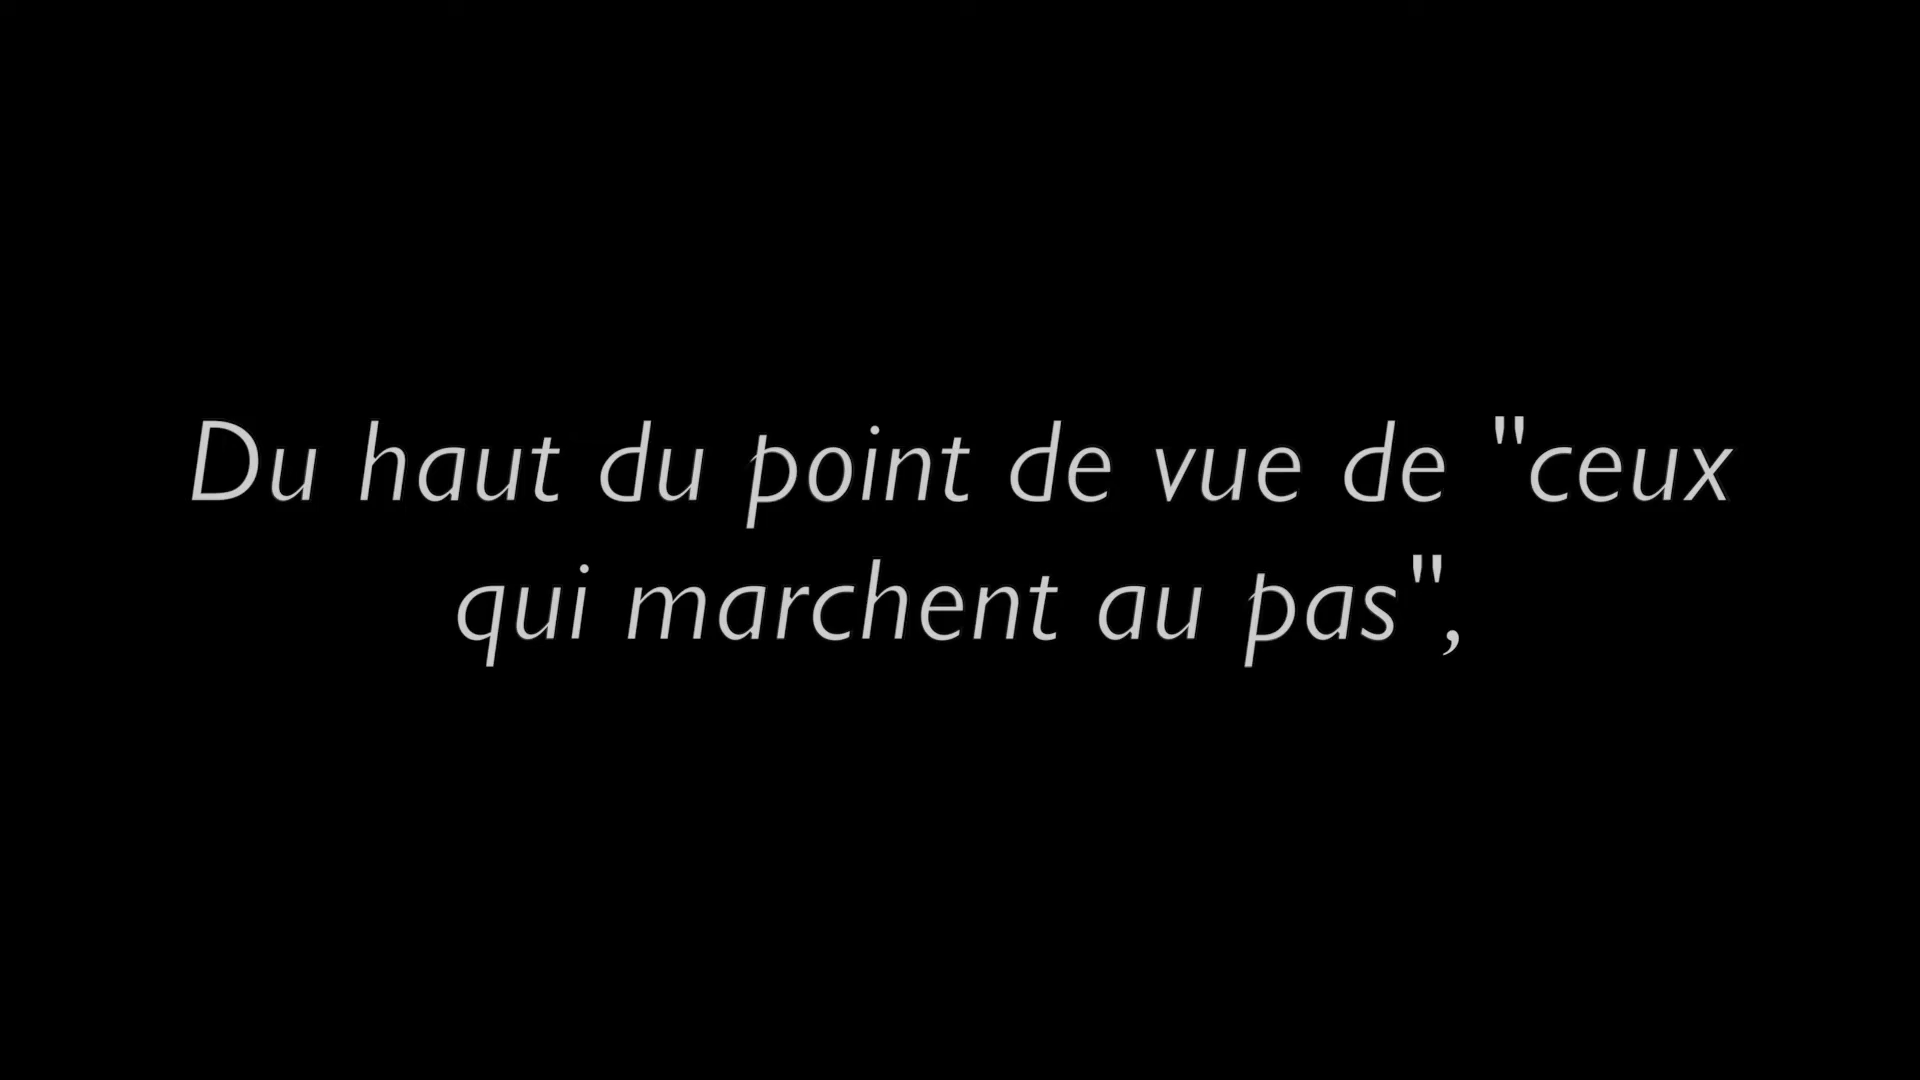 Du haut du point de vue de "ceux
qui marchent au pas",